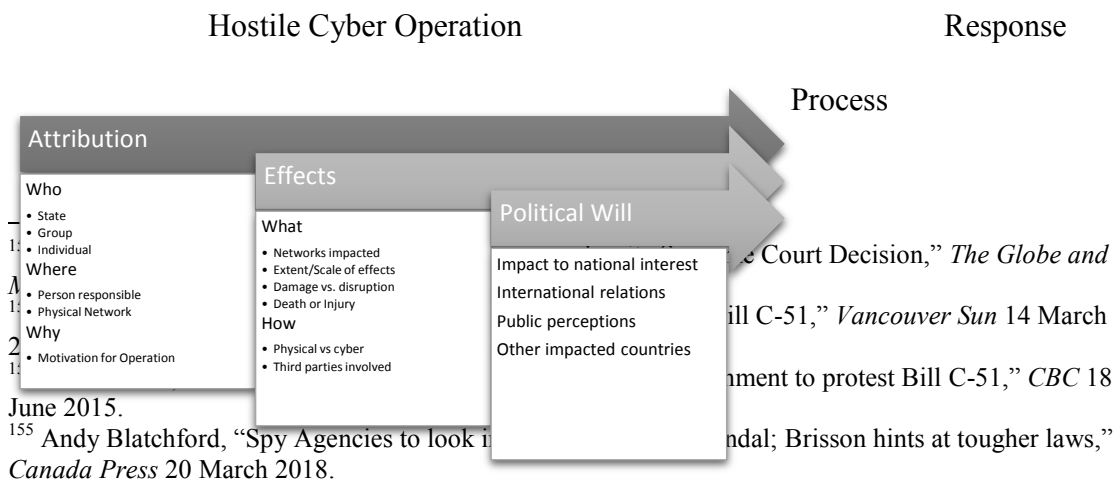 Hostile Cyber Operation Response
Process
Attribution
Who
• State
• Group
• Individual
Where
• Person responsible
• Physical Network
Why
• Motivation for Operation
Effects
What
• Networks impacted
• Extent/Scale of effects
• Damage vs. disruption
• Death or Injury
How
• Physical vs cyber
• Third parties involved
Political Will
Impact to national interest
International relations
Public perceptions
Other impacted countries
Court Decision,” The Globe and
Bill C-51,” Vancouver Sun 14 March
to protest Bill C-51,” CBC 18
June 2015.
155 Andy Blatchford, “Spy Agencies to look Brisson hints at tougher laws,”
Canada Press 20 March 2018.